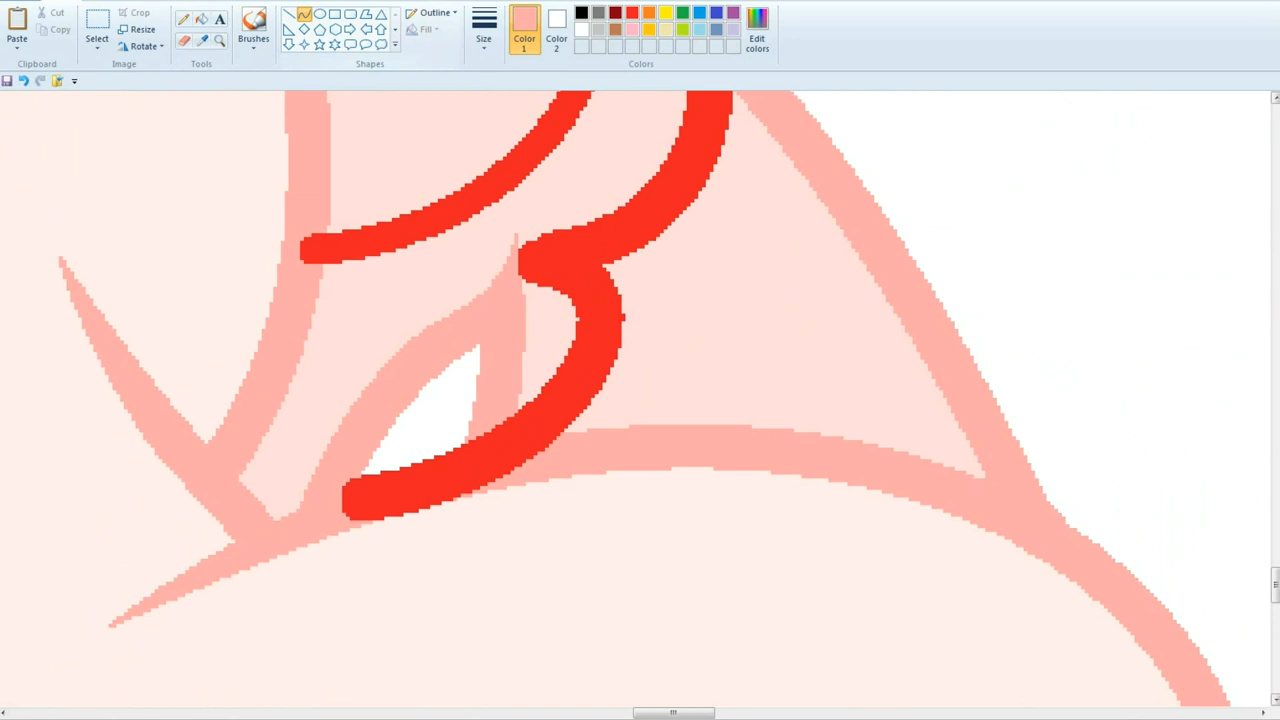 Cut
Crop
Outline
Copy
Resize
Fill
Paste
Select
Rotate
A
Brushes
Size
Color 1
Color 2
Edit colors
Clipboard
Image
Tools
Shapes
Colors